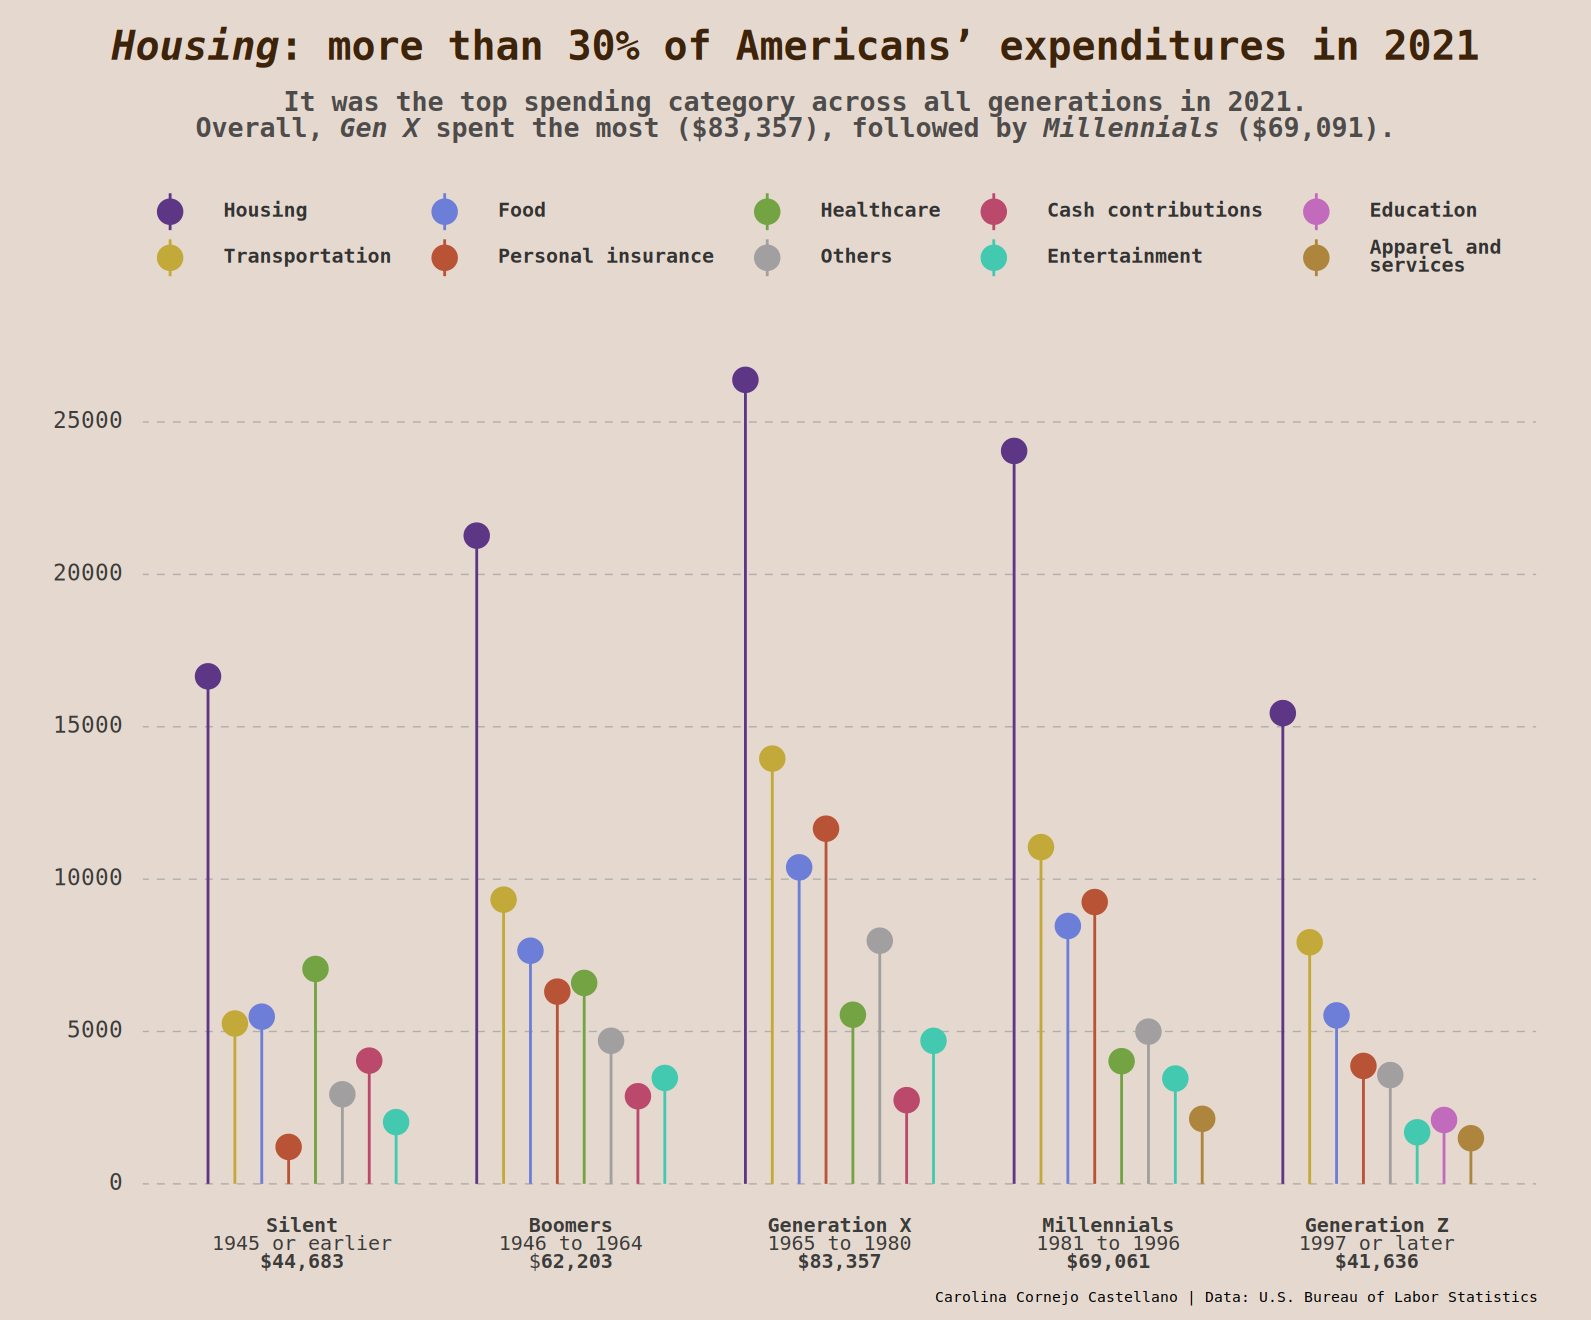 Housing: more than 30% of Americans’ expenditures in 2021
It was the top spending category across all generations in 2021.
Overall, Gen X spent the most ($83,357), followed by Millennials ($69,091).
Housing Food Healthcare Cash contributions Education
Transportation Personal insurance Others Entertainment Apparel and
services
25000
20000
15000
10000
5000
0
Silent Boomers Generation X Millennials Generation Z
1945 or earlier 1946 to 1964 1965 to 1980 1981 to 1996 1997 or later
$44,683 $62,203 $83,357 $69,061 $41,636
Carolina Cornejo Castellano | Data: U.S. Bureau of Labor Statistics